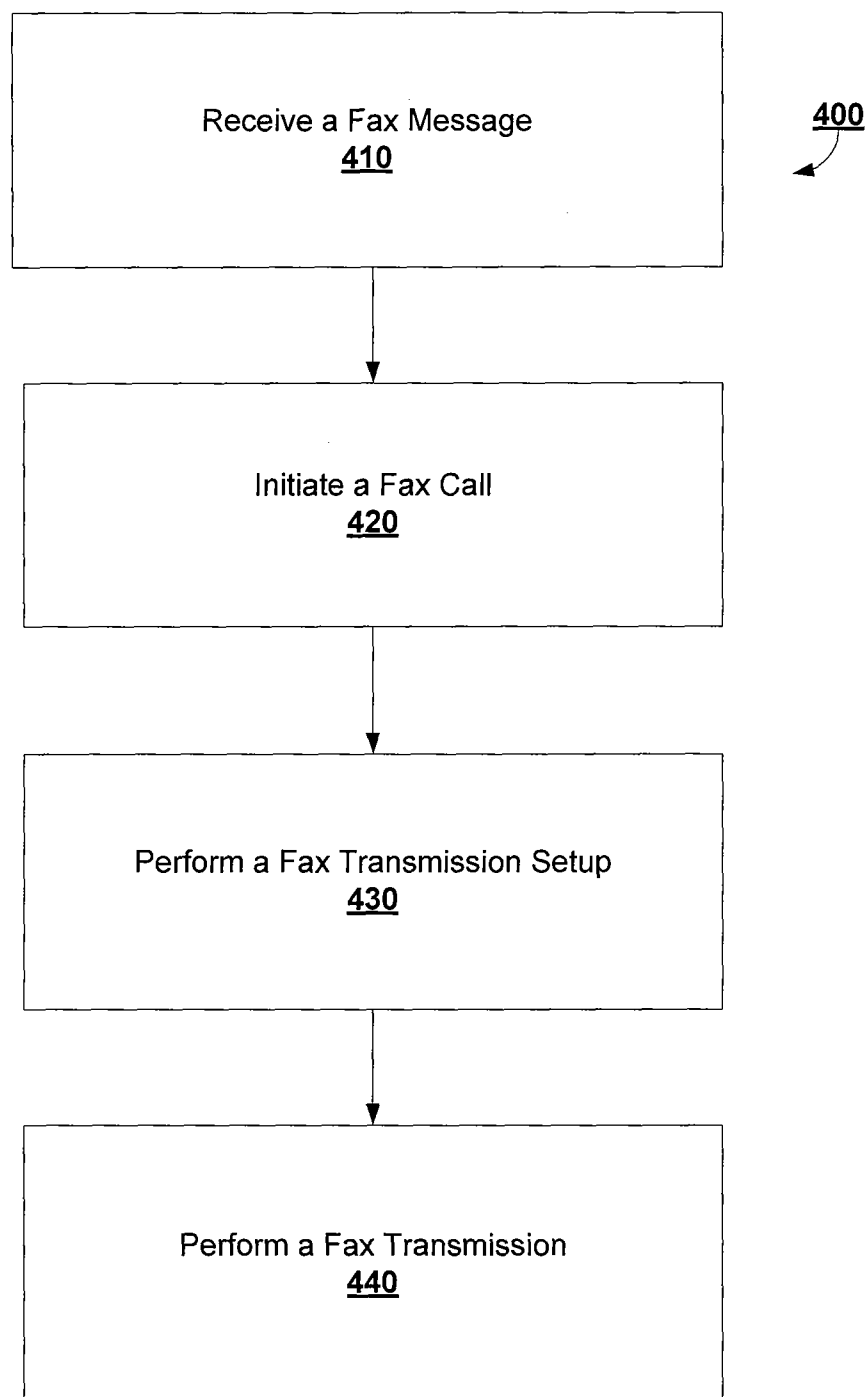 Receive a Fax Message
410
400
Initiate a Fax Call
420
Perform a Fax Transmission Setup
430
Perform a Fax Transmission
440